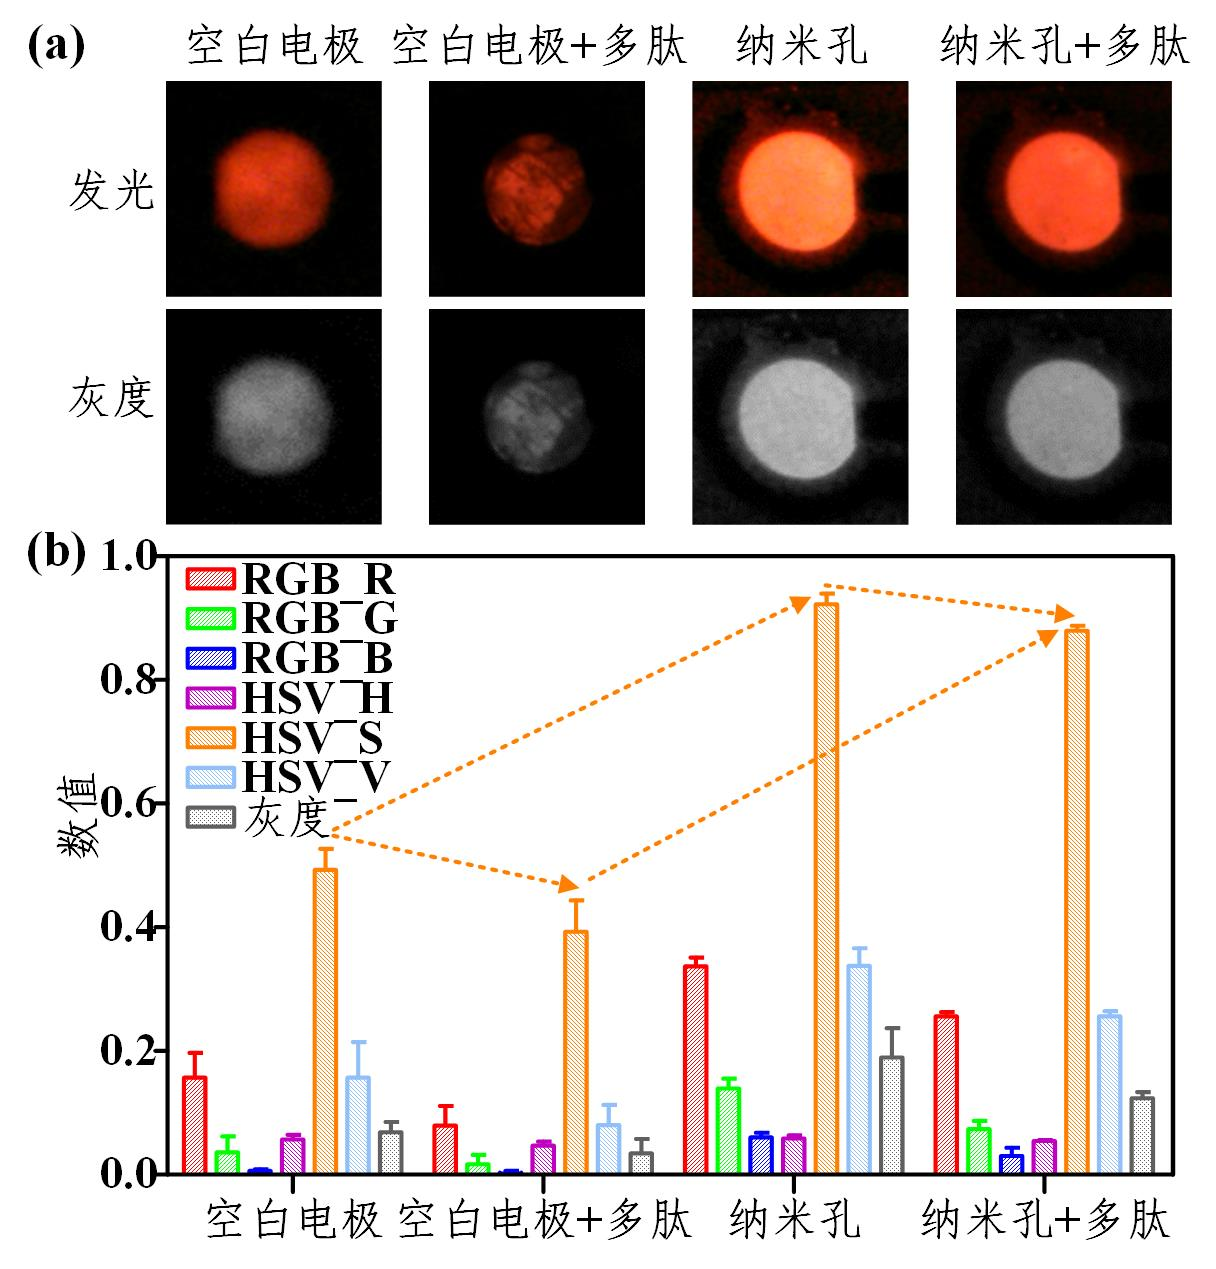 (a)
空白电极 空白电极+多肽 纳米孔 纳米孔+多肽
发光
灰度
(b)
1.0
0.8
0.6
0.4
0.2
0.0
数值
RGB_R
RGB_G
RGB_B
HSV_H
HSV_S
HSV_V
灰度
空白电极 空白电极+多肽 纳米孔 纳米孔+多肽